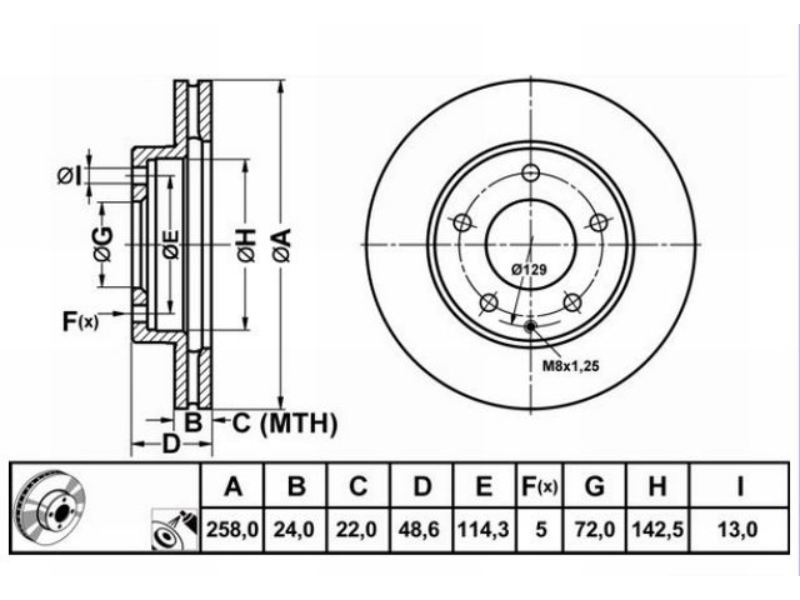 ØI
ØG
ØE
ØH
ØA
F(x)
B
C (MTH)
D
Ø129
M8x1,25
A B C D E F(x) G H I
258,0 24,0 22,0 48,6 114,3 5 72,0 142,5 13,0